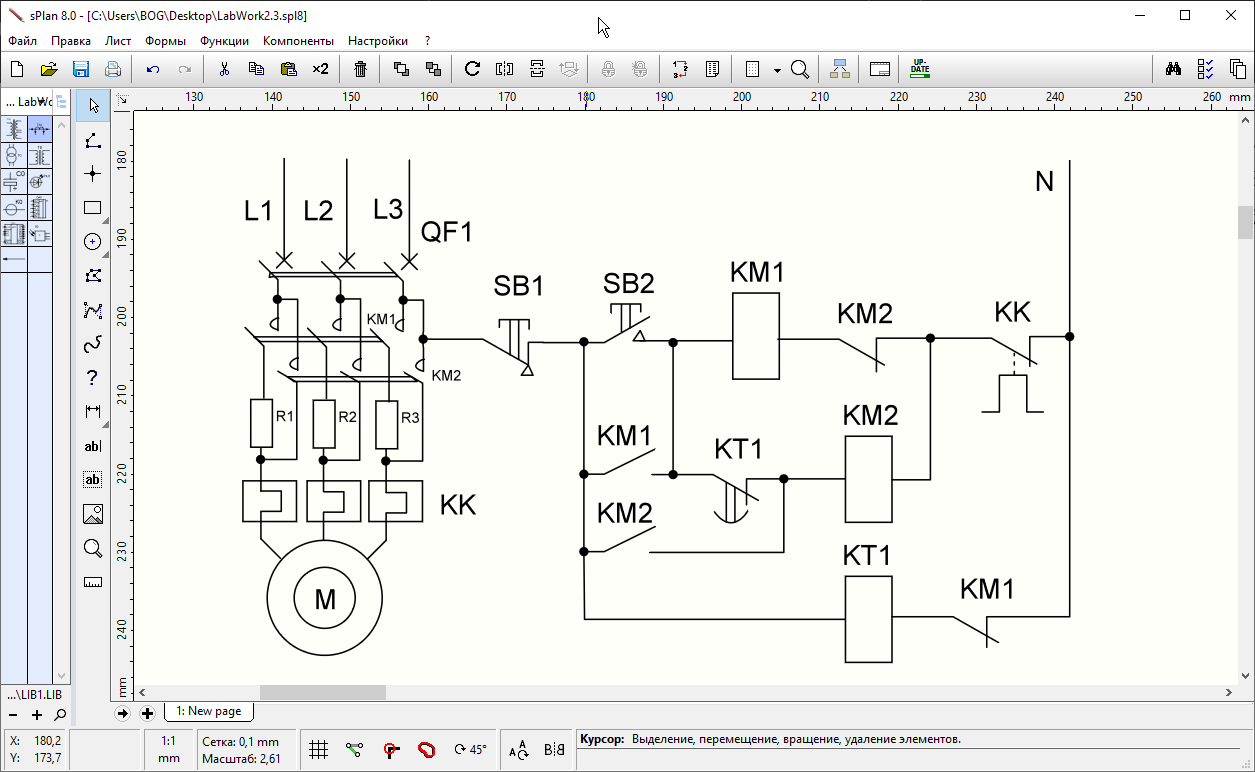 sPlan 8.0 - [C:\Users\BOG\Desktop\LabWork2.3.spl8]
Файл Правка Лист Формы Функции Компоненты Настройки ?
×2 UP-DATE
... LabWo
130 140 150 160 170 180 190 200 210 220 230 240 250 260 mm
180
190
200
210
220
230
240
mm
?
ab|
ab
L1 L2 L3
QF1
N
SB1 SB2 KM1
KM1
KM2 KK
KM2
R1 R2 R3
KM2
KM1
KT1
KK
KM2
KT1
KM1
M
...\LIB1.LIB
1: New page
X: 180,2
Y: 173,7
1:1
mm
Сетка: 0,1 mm
Масштаб: 2,61
45°
Курсор: Выделение, перемещение, вращение, удаление элементов.